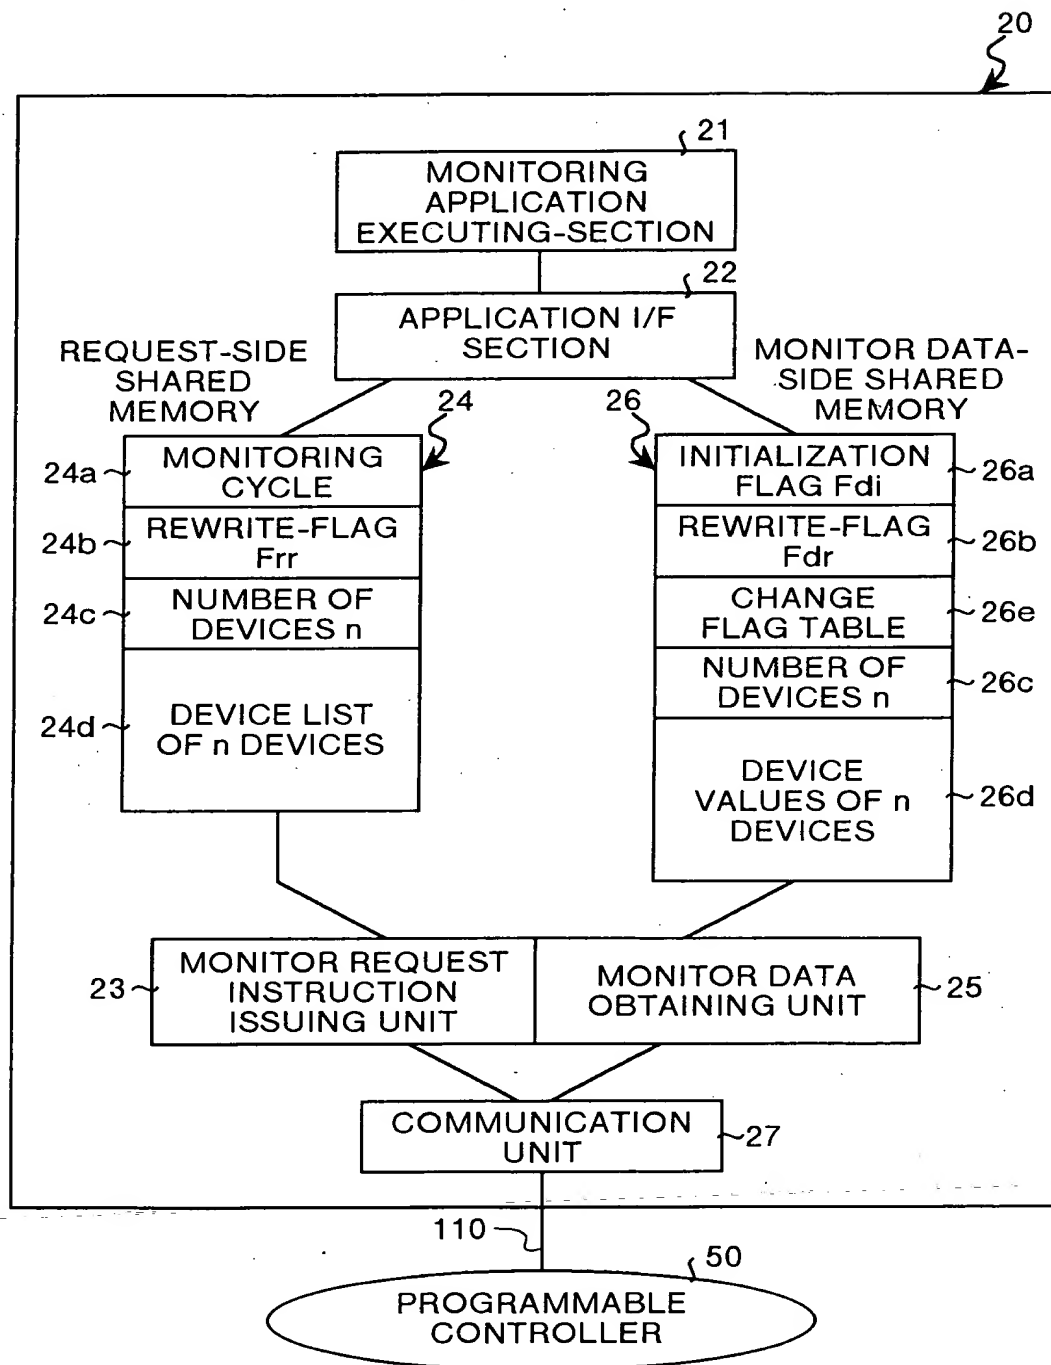 20
21
MONITORING
APPLICATION
EXECUTING-SECTION
22
APPLICATION I/F
SECTION
REQUEST-SIDE
SHARED
MEMORY
24
26
MONITOR DATA-
SIDE SHARED
MEMORY
24a
MONITORING
CYCLE
24b
REWRITE-FLAG
Frr
24c
NUMBER OF
DEVICES n
24d
DEVICE LIST
OF n DEVICES
INITIALIZATION
FLAG Fdi
26a
REWRITE-FLAG
Fdr
26b
CHANGE
FLAG TABLE
26e
NUMBER OF
DEVICES n
26c
DEVICE
VALUES OF n
DEVICES
26d
23
MONITOR REQUEST
INSTRUCTION
ISSUING UNIT
MONITOR DATA
OBTAINING UNIT
25
COMMUNICATION
UNIT
27
110
50
PROGRAMMABLE
CONTROLLER